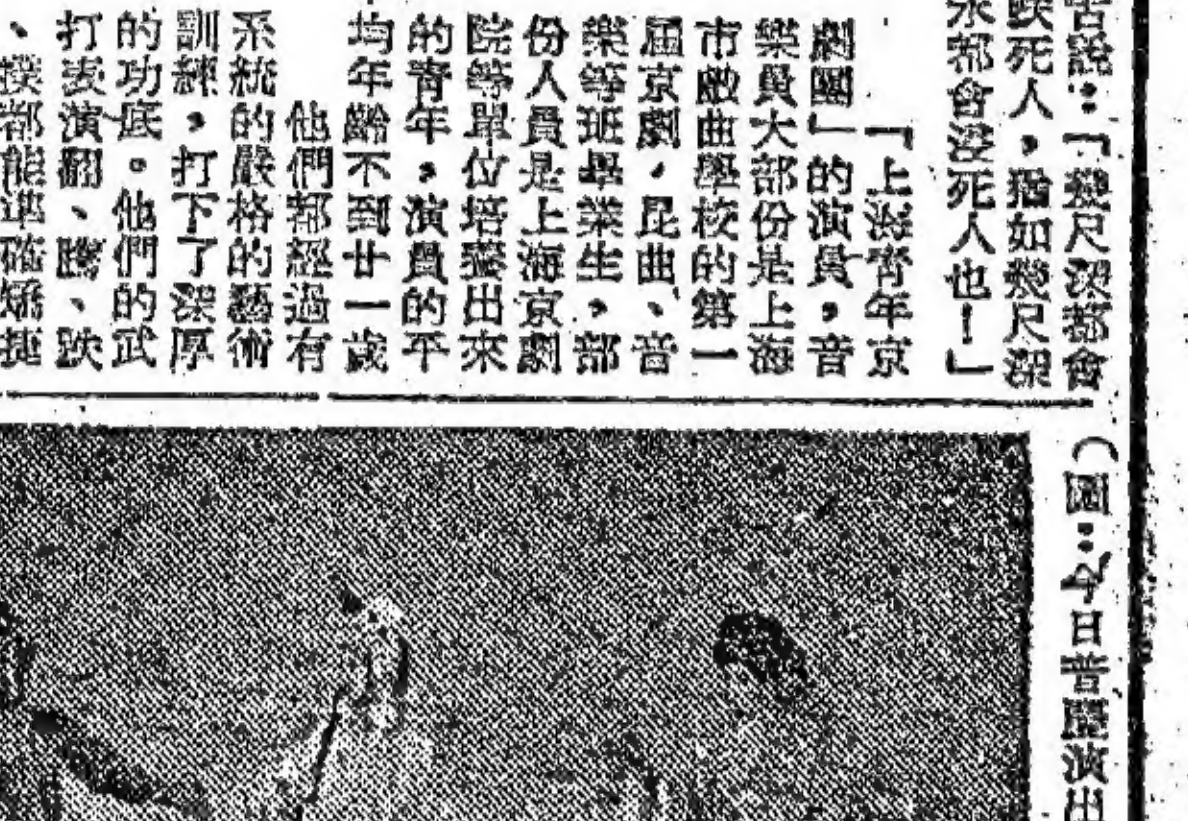 說：「幾尺深都會
跌死人，猶如幾尺深
水都會浸死人也！」
「上海青年京
劇團」的演員，音
樂員大部份是上海
市戲曲學校的第一
屆京劇，昆曲、音
樂等班畢業生，部
份人員是上海京劇
院等單位培養出來
的青年，演員的平
均年齡不到廿一歲
他們都經過有
系統的嚴格的藝術
訓練，打下了深厚
的功底。他們的武
打表演翻、騰、跌
、撲都能準確矯捷
（圖：今日首展演出